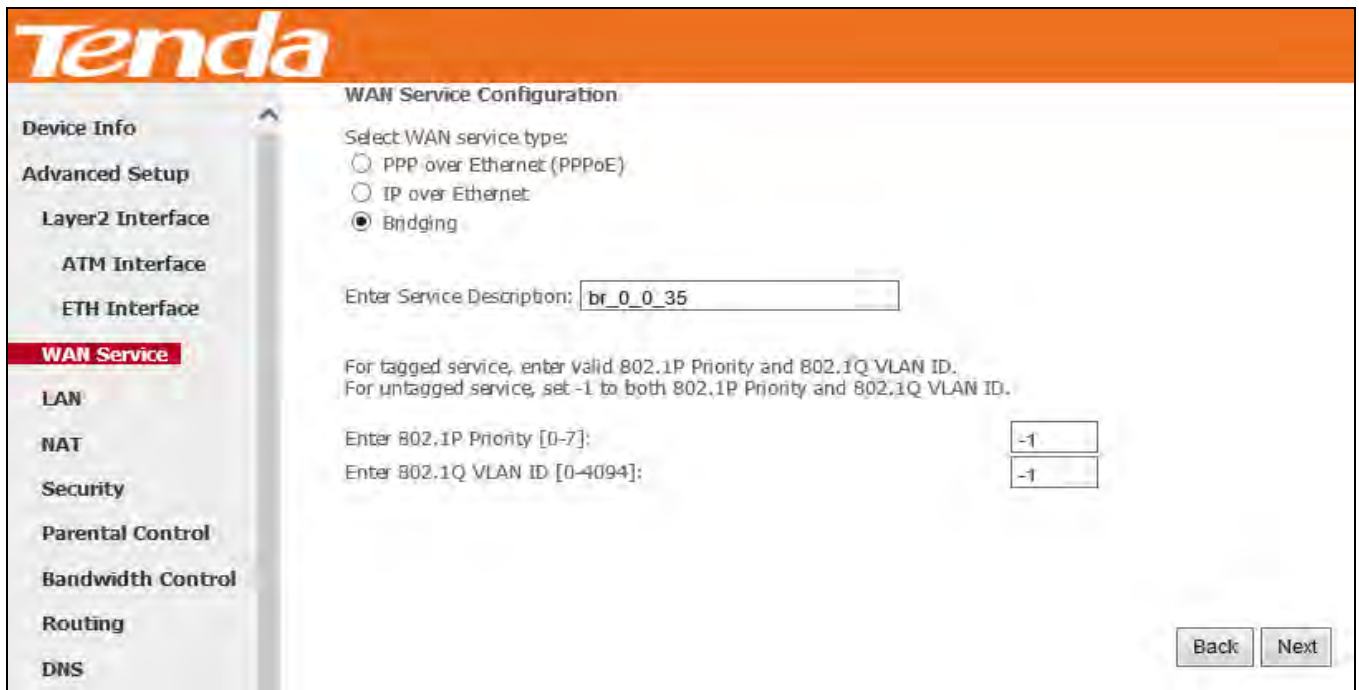 Tenda
Device Info
Advanced Setup
Layer2 Interface
ATM Interface
ETH Interface
WAN Service
LAN
NAT
Security
Parental Control
Bandwidth Control
Routing
DNS
WAN Service Configuration
Select WAN service type:
PPP over Ethernet (PPPoE)
IP over Ethernet
Bridging
Enter Service Description: br_0_0_35
For tagged service, enter valid 802.1P Priority and 802.1Q VLAN ID.
For untagged service, set -1 to both 802.1P Priority and 802.1Q VLAN ID.
Enter 802.1P Priority [0-7]: -1
Enter 802.1Q VLAN ID [0-4094]: -1
Back Next